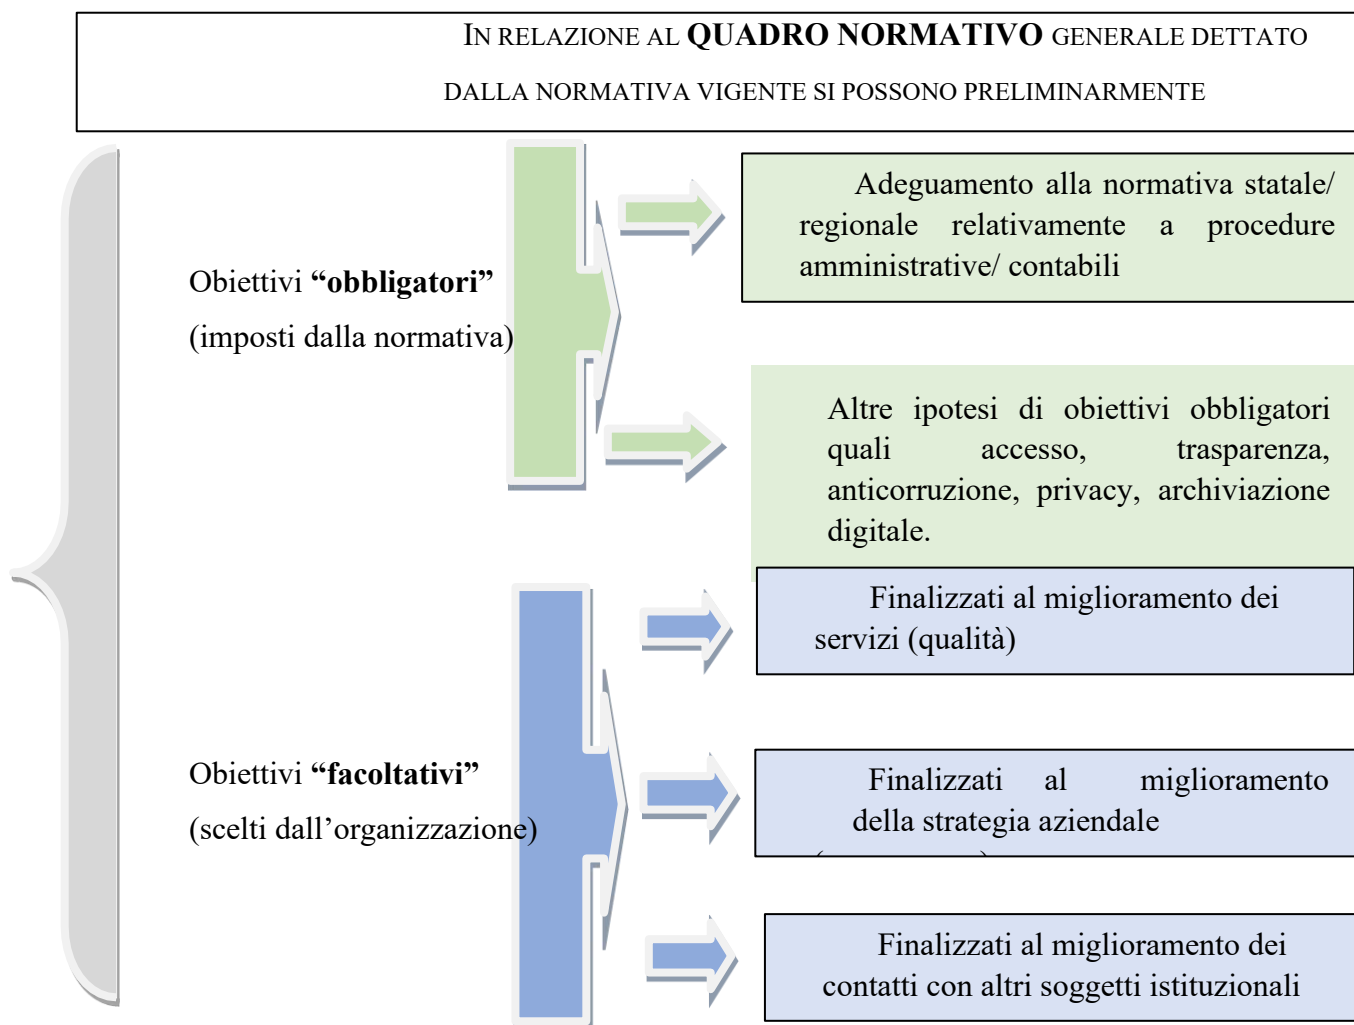 IN RELAZIONE AL QUADRO NORMATIVO GENERALE DETTATO
DALLA NORMATIVA VIGENTE SI POSSONO PRELIMINARMENTE
Obiettivi “obbligatori”
(imposti dalla normativa)
Adeguamento alla normativa statale/
regionale relativamente a procedure
amministrative/ contabili
Altre ipotesi di obiettivi obbligatori
quali accesso, trasparenza,
anticorruzione, privacy, archiviazione
digitale.
Obiettivi “facoltativi”
(scelti dall’organizzazione)
Finalizzati al miglioramento dei
servizi (qualità)
Finalizzati al miglioramento
della strategia aziendale
Finalizzati al miglioramento dei
contatti con altri soggetti istituzionali